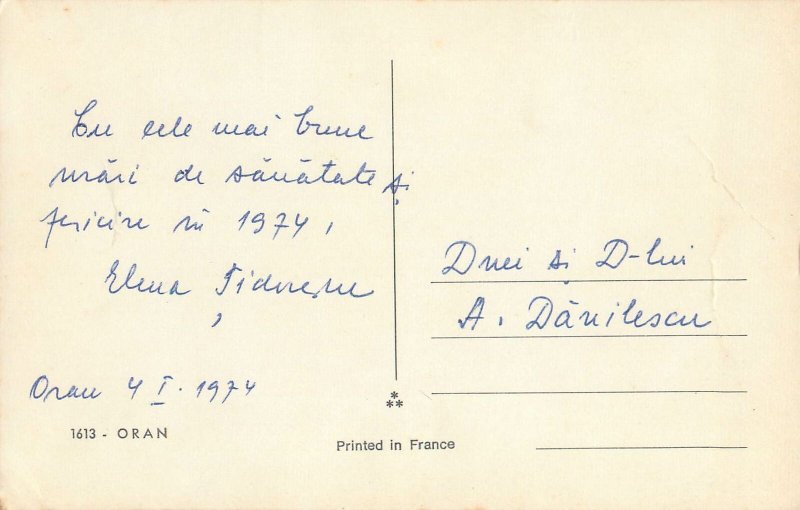 Cu cele mai bune
urări de sănătate și
fericire în 1974,
Elena
Oran 4 I. 1974
1613 - ORAN
Printed in France
Dnei și D-lui
A. Dănilescu